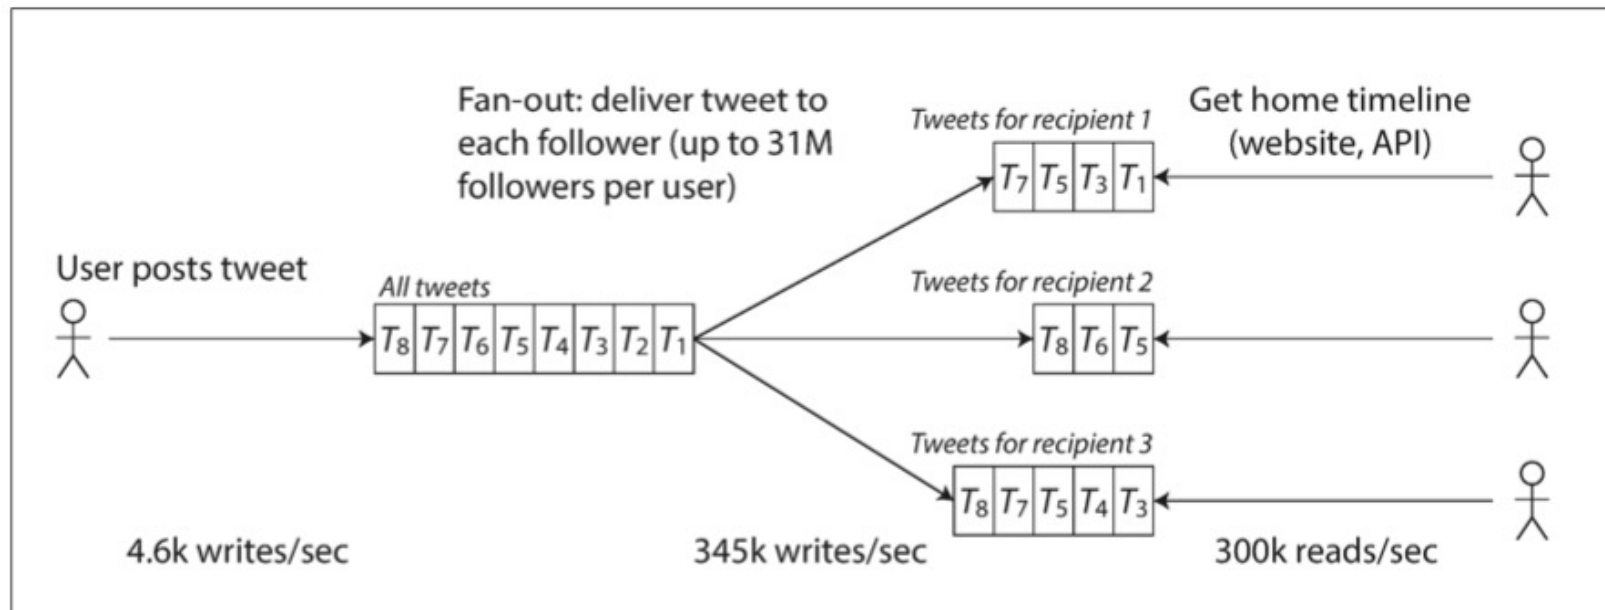 Fan-out: deliver tweet to
each follower (up to 31M
followers per user)
User posts tweet
All tweets
T₈ T₇ T₆ T₅ T₄ T₃ T₂ T₁
Tweets for recipient 1
T₇ T₅ T₃ T₁
Get home timeline
(website, API)
Tweets for recipient 2
T₈ T₆ T₅
Tweets for recipient 3
T₈ T₇ T₅ T₄ T₃
4.6k writes/sec
345k writes/sec
300k reads/sec